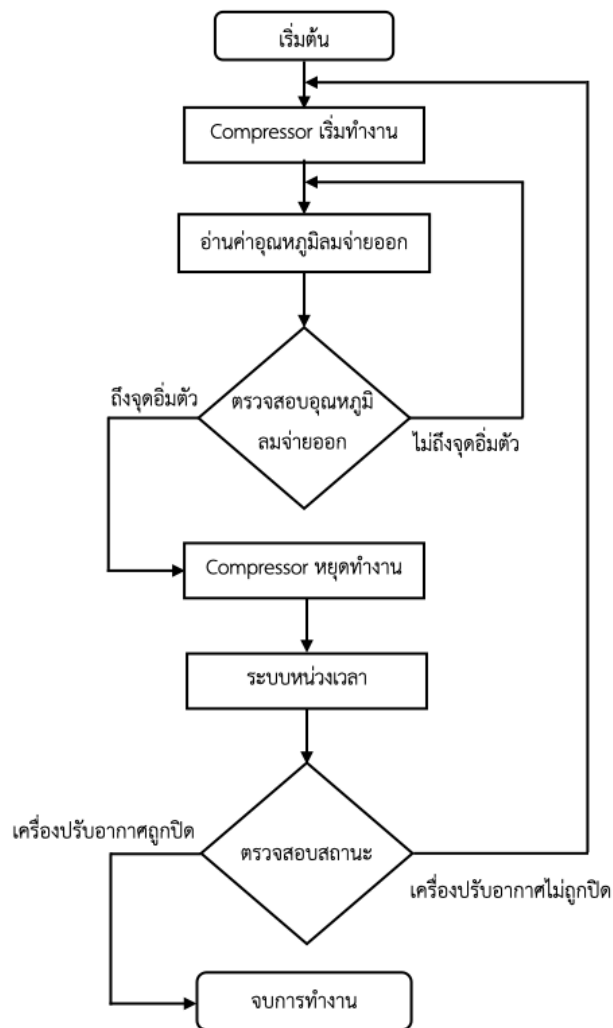 เริ่มต้น
Compressor เริ่มทำงาน
อ่านค่าอุณหภูมิลมจ่ายออก
ถึงจุดอิ่มตัว
ตรวจสอบอุณหภูมิ
ลมจ่ายออก
ไม่ถึงจุดอิ่มตัว
Compressor หยุดทำงาน
ระบบหน่วงเวลา
เครื่องปรับอากาศถูกปิด
ตรวจสอบสถานะ
เครื่องปรับอากาศไม่ถูกปิด
จบการทำงาน